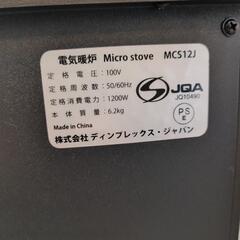 電気暖炉 Micro stove MCS12J
定格電圧：100V
定格周波数：50/60Hz
定格消費電力：1200W
本体質量：6.2kg
Made in China
株式会社 ディンプレックス・ジャパン
JQA
JQ10490
PS
E